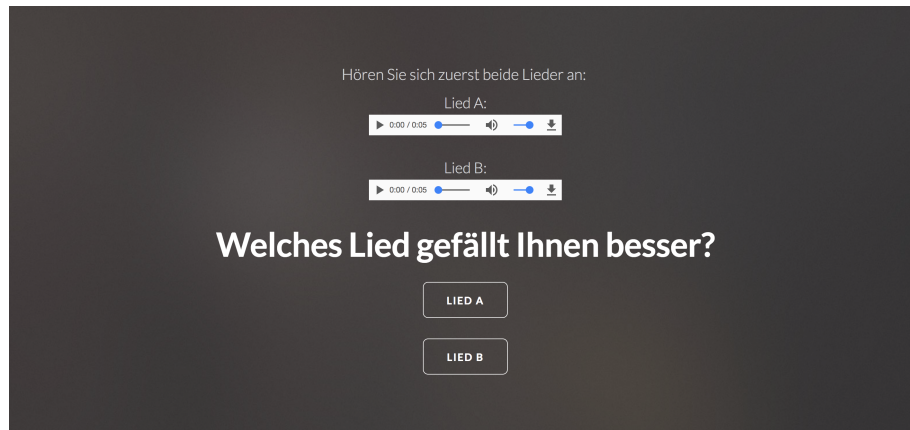 Hören Sie sich zuerst beide Lieder an:
Lied A:
0:00 / 0:05
Lied B:
0:00 / 0:05
Welches Lied gefällt Ihnen besser?
LIED A
LIED B